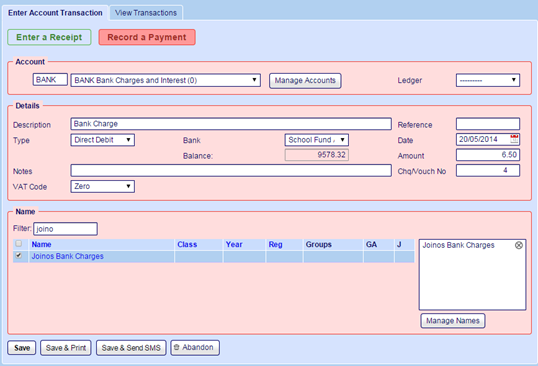 Enter Account Transaction View Transactions
Enter a Receipt Record a Payment
Account
BANK BANK Bank Charges and Interest (0) Manage Accounts Ledger ---------
Details
Description Bank Charge Reference
Type Direct Debit Bank School Fund Date 20/05/2014
Balance: 9578.32 Amount 6.50
Notes Chq/Vouch No 4
VAT Code Zero
Name
Filter: joino
Name Class Year Reg Groups GA J
Joinos Bank Charges
Joinos Bank Charges
Manage Names
Save Save & Print Save & Send SMS Abandon